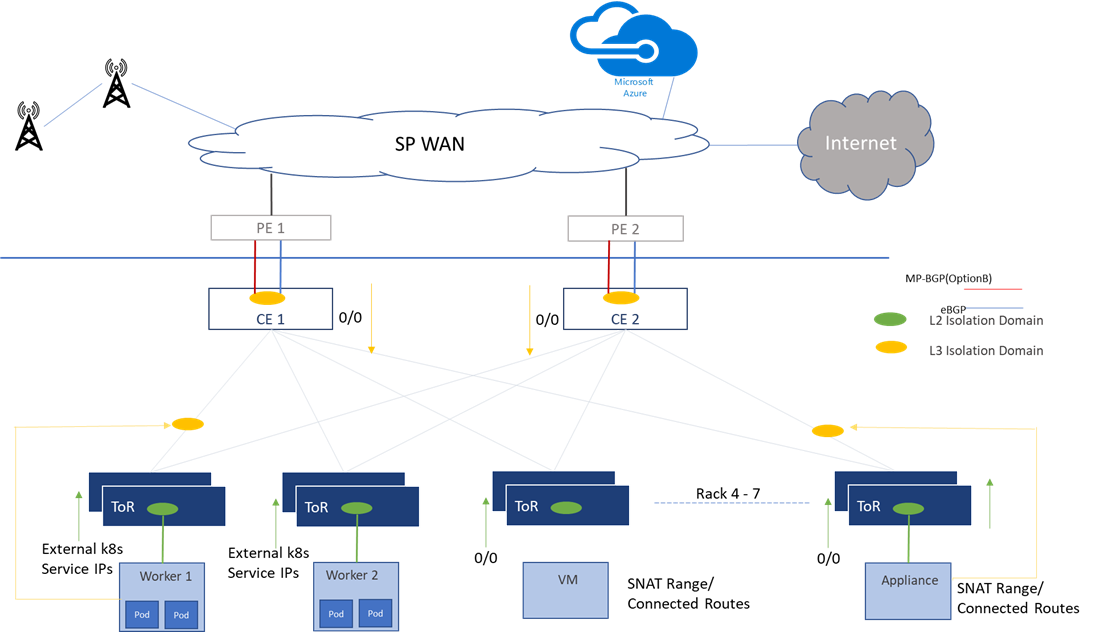 Microsoft
Azure
SP WAN
Internet
PE 1
PE 2
MP-BGP(OptionB)
eBGP
CE 1
0/0
0/0
CE 2
L2 Isolation Domain
L3 Isolation Domain
Rack 4 - 7
ToR
ToR
ToR
ToR
External k8s
Service IPs
External k8s
Service IPs
0/0
0/0
Worker 1
Pod
Pod
Worker 2
Pod
Pod
VM
SNAT Range/
Connected Routes
Appliance
SNAT Range/
Connected Routes